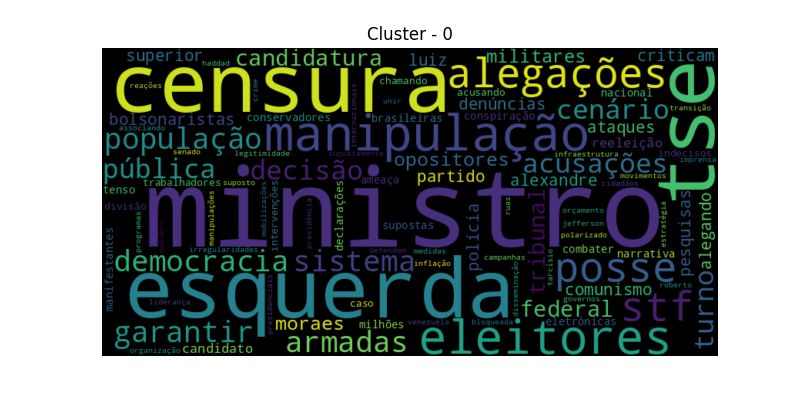 Cluster - 0
superior
haddad
candidatura
luiz
militares
criticam
reações
censura
crime
chamando
alegações
acusando
nacional
tse
bolsonaristas
conservadores
internacionais
unir
brasileiras
denúncias
conspiração
cenário
transição
associando
população
manipulação
ataques
reeleição
indecisos
senado
legitimidade
supostamente
opositores
infraestrutura
imprensa
pública
decisão
partido
acusações
movimentos
tenso
trabalhadores
suposto
ministro
ameaça
alexandre
cidadãos
divisão
programas
manipulações
mobilizações
intervenções
presidência
declarações
supostas
polícia
tribunal
ruas
orçamento
jefferson
estratégia
pesquisas
alegando
manifestantes
irregularidades
defendem
medidas
campanhas
polarizado
combater
narrativa
democracia
sistema
inflação
disseminação
tarcísio
posse
governos
roberto
esquerda
liderança
presidenciais
caso
comunismo
stf
turno
garantir
moraes
milhões
venezuela
bloqueada
federal
eletrônicas
organização
candidato
armadas
eleitores